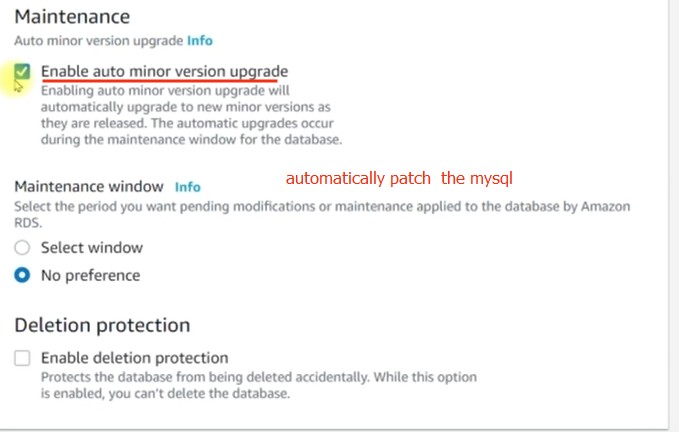 Maintenance
Auto minor version upgrade Info
Enable auto minor version upgrade
Enabling auto minor version upgrade will
automatically upgrade to new minor versions as
they are released. The automatic upgrades occur
during the maintenance window for the database.
automatically patch the mysql
Maintenance window Info
Select the period you want pending modifications or maintenance applied to the database by Amazon
RDS.
Select window
No preference
Deletion protection
Enable deletion protection
Protects the database from being deleted accidentally. While this option
is enabled, you can't delete the database.